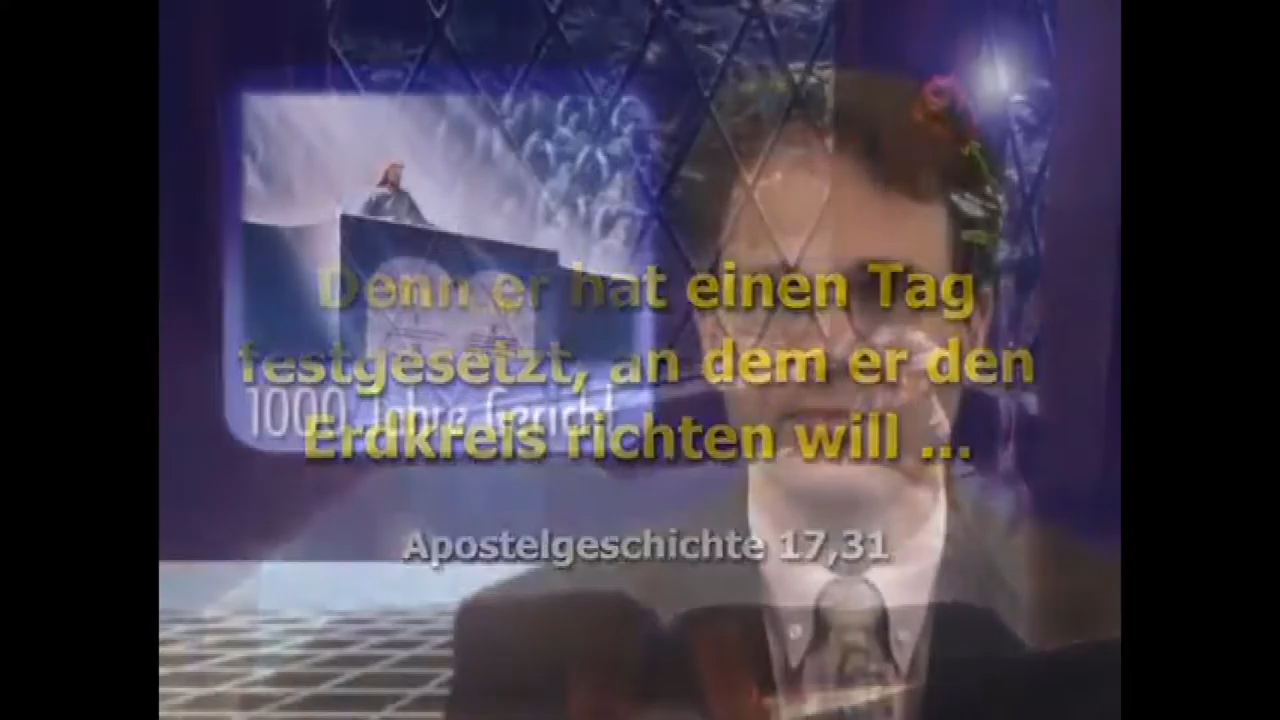 Denn er hat einen Tag
festgesetzt, an dem er den
1000 Jahre Gericht
Erdkreis richten will ...
Apostelgeschichte 17,31